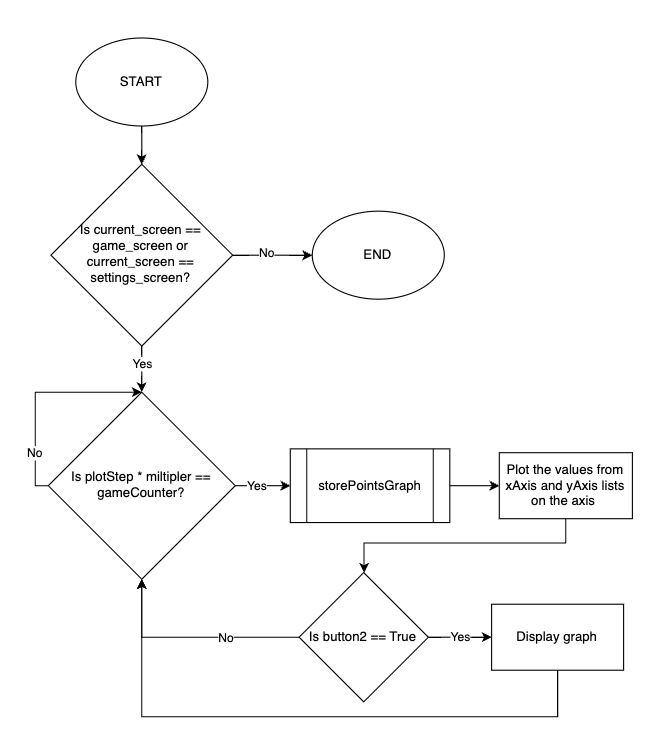 START
Is current_screen ==
game_screen or
current_screen ==
settings_screen?
No
END
Yes
No
Is plotStep * miltipler ==
gameCounter?
Yes
storePointsGraph
Plot the values from
xAxis and yAxis lists
on the axis
No
Is button2 == True
Yes
Display graph